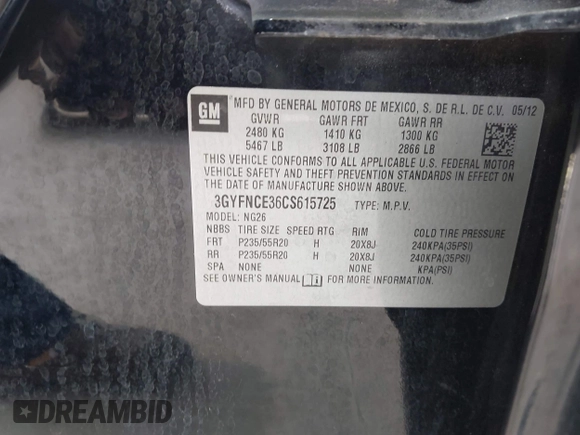 GM
MFD BY GENERAL MOTORS DE MEXICO, S. DE R.L. DE C.V. 05/12
GVWR GAWR FRT GAWR RR
2480 KG 1410 KG 1300 KG
5467 LB 3108 LB 2866 LB
THIS VEHICLE CONFORMS TO ALL APPLICABLE U.S. FEDERAL MOTOR
VEHICLE SAFETY AND THEFT PREVENTION STANDARDS IN EFFECT ON
THE DATE OF MANUFACTURE SHOWN ABOVE.
3GYFNCE36CS615725 TYPE: M.P.V.
MODEL: NG26
NBBS TIRE SIZE SPEED RTG RIM COLD TIRE PRESSURE
FRT P235/55R20 H 20X8J 240KPA(35PSI)
RR P235/55R20 H 20X8J 240KPA(35PSI)
SPA NONE NONE KPA(PSI)
SEE OWNER'S MANUAL FOR MORE INFORMATION.
DREAMBID